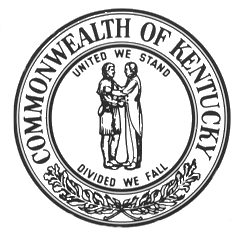 COMMONWEALTH OF KENTUCKY
UNITED WE STAND
DIVIDED WE FALL